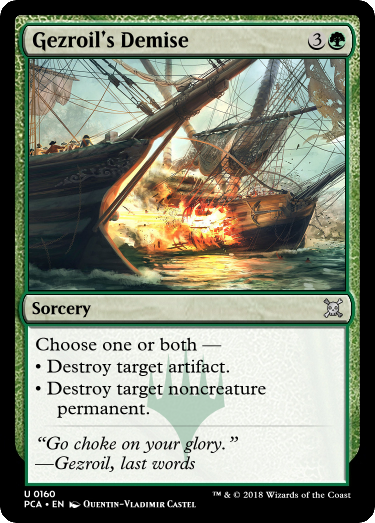 Gezroil's Demise 3
Sorcery
Choose one or both —
• Destroy target artifact.
• Destroy target noncreature
permanent.
"Go choke on your glory."
—Gezroil, last words
U 0160
PCA • EN Quentin-Vladimir Castel
™ & © 2018 Wizards of the Coast